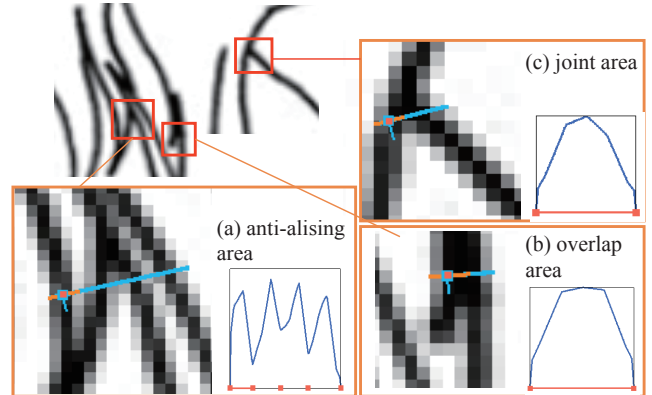 (c) joint area
(a) anti-alising
area
(b) overlap
area